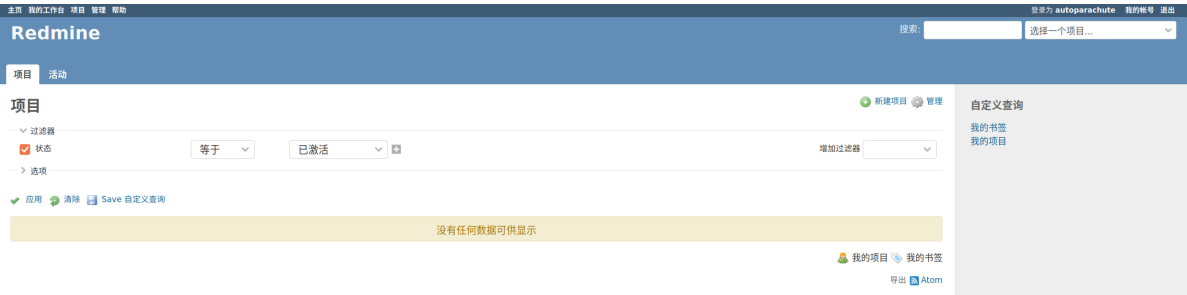 主页 我的工作台 项目 管理 帮助
登录为 autoparachute 我的帐号 退出
Redmine
搜索:
选择一个项目...
项目 活动
项目
新建项目 管理
过滤器
状态 等于 已激活 增加过滤器
选项
应用 清除 Save 自定义查询
没有任何数据可供显示
我的项目 我的书签
导出 Atom
自定义查询
我的书签
我的项目